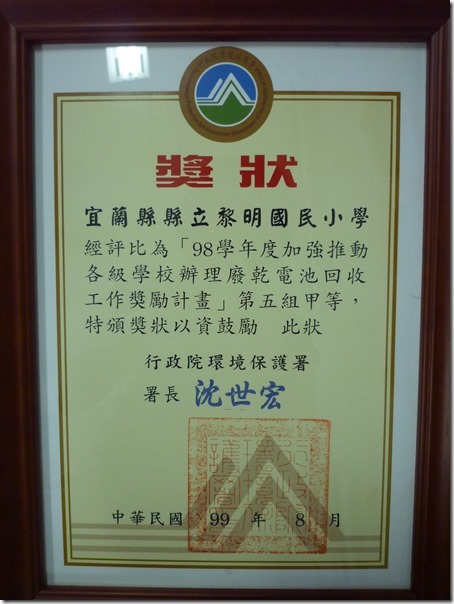 獎狀
宜蘭縣縣立黎明國民小學
經評比為「98學年度加強推動
各級學校辦理廢乾電池回收
工作獎勵計畫」第五組甲等，
特頒獎狀以資鼓勵　此狀
行政院環境保護署
署長 沈世宏
中華民國 99 年 8 月